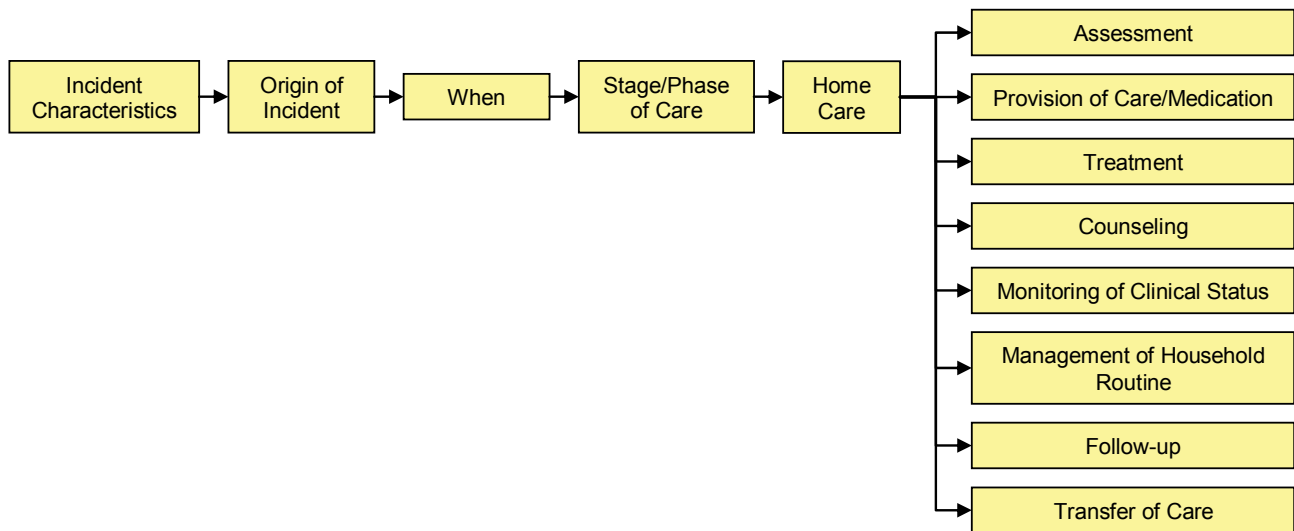 Incident
Characteristics
Origin of
Incident
When
Stage/Phase
of Care
Home
Care
Assessment
Provision of Care/Medication
Treatment
Counseling
Monitoring of Clinical Status
Management of Household
Routine
Follow-up
Transfer of Care